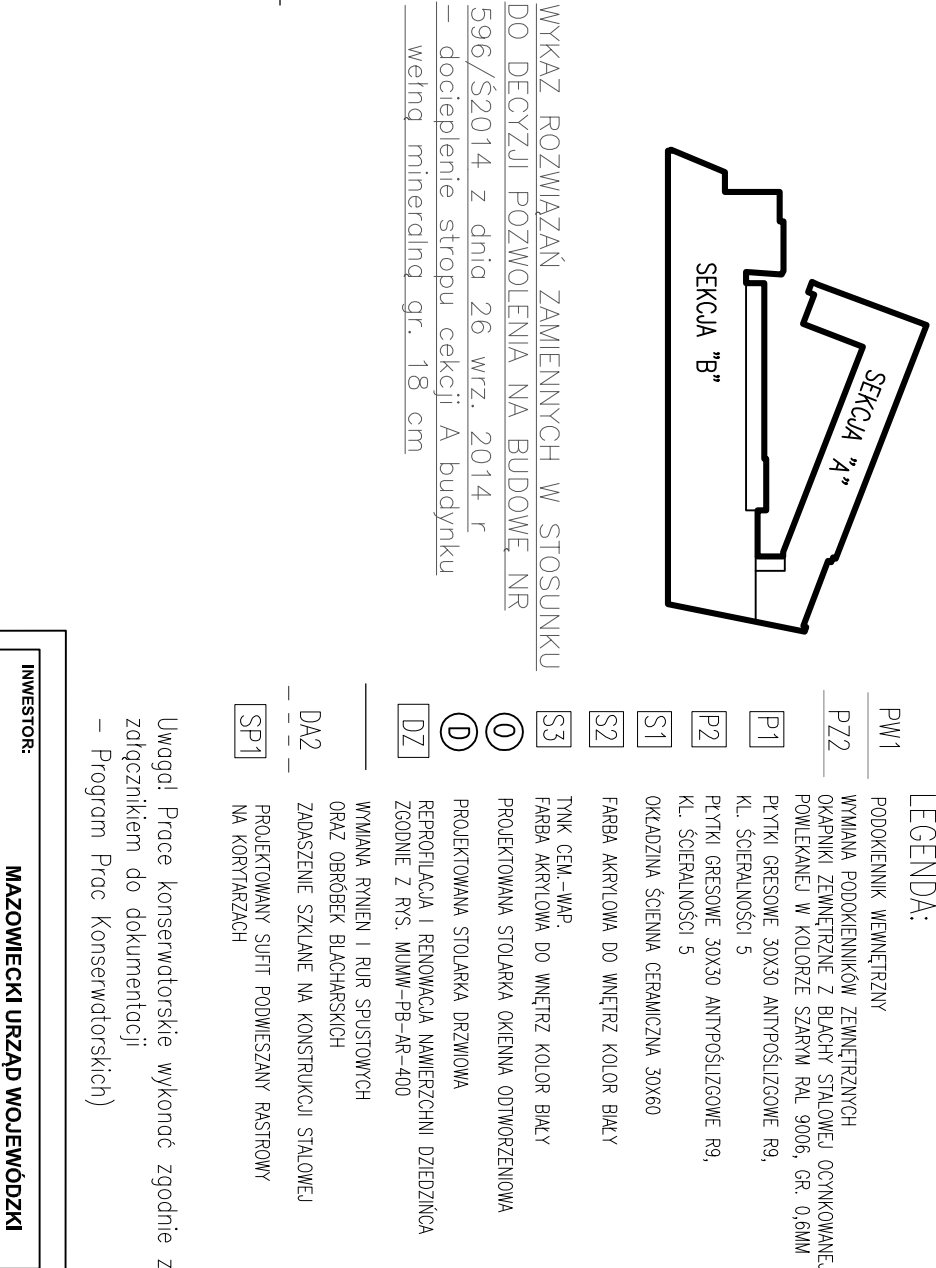 SEKCJA "A"
SEKCJA "B"
WYKAZ ROZWIĄZAŃ ZAMIENNYCH W STOSUNKU
DO DECYZJI POZWOLENIA NA BUDOWĘ NR
596/Ś2014 z dnia 26 wrz. 2014 r
– docieplenie stropu cekcji A budynku
wełną mineralną gr. 18 cm
LEGENDA:
PW1 PODOKIENNIK WEWNĘTRZNY
PZ2 WYMIANA PODOKIENNIKÓW ZEWNĘTRZNYCH
OKAPNIKI ZEWNĘTRZNE Z BLACHY STALOWEJ OCYNKOWANEJ
POWLEKANEJ W KOLORZE SZARYM RAL 9006, GR. 0,6MM
P1 PŁYTKI GRESOWE 30X30 ANTYPOŚLIZGOWE R9,
KL. ŚCIERALNOŚCI 5
P2 PŁYTKI GRESOWE 30X30 ANTYPOŚLIZGOWE R9,
KL. ŚCIERALNOŚCI 5
S1 OKŁADZINA ŚCIENNA CERAMICZNA 30X60
S2 FARBA AKRYLOWA DO WNĘTRZ KOLOR BIAŁY
S3 TYNK CEM.–WAP.
FARBA AKRYLOWA DO WNĘTRZ KOLOR BIAŁY
O PROJEKTOWANA STOLARKA OKIENNA ODTWORZENIOWA
D PROJEKTOWANA STOLARKA DRZWIOWA
DZ REPROFILACJA I RENOWACJA NAWIERZCHNI DZIEDZIŃCA
ZGODNIE Z RYS. MUMW–PB–AR–400
WYMIANA RYNIEN I RUR SPUSTOWYCH
ORAZ OBRÓBEK BLACHARSKICH
DA2 ZADASZENIE SZKLANE NA KONSTRUKCJI STALOWEJ
SP1 PROJEKTOWANY SUFIT PODWIESZANY RASTROWY
NA KORYTARZACH
Uwaga! Prace konserwatorskie wykonać zgodnie z
załącznikiem do dokumentacji
– Program Prac Konserwatorskich)
INWESTOR:
MAZOWIECKI URZĄD WOJEWÓDZKI